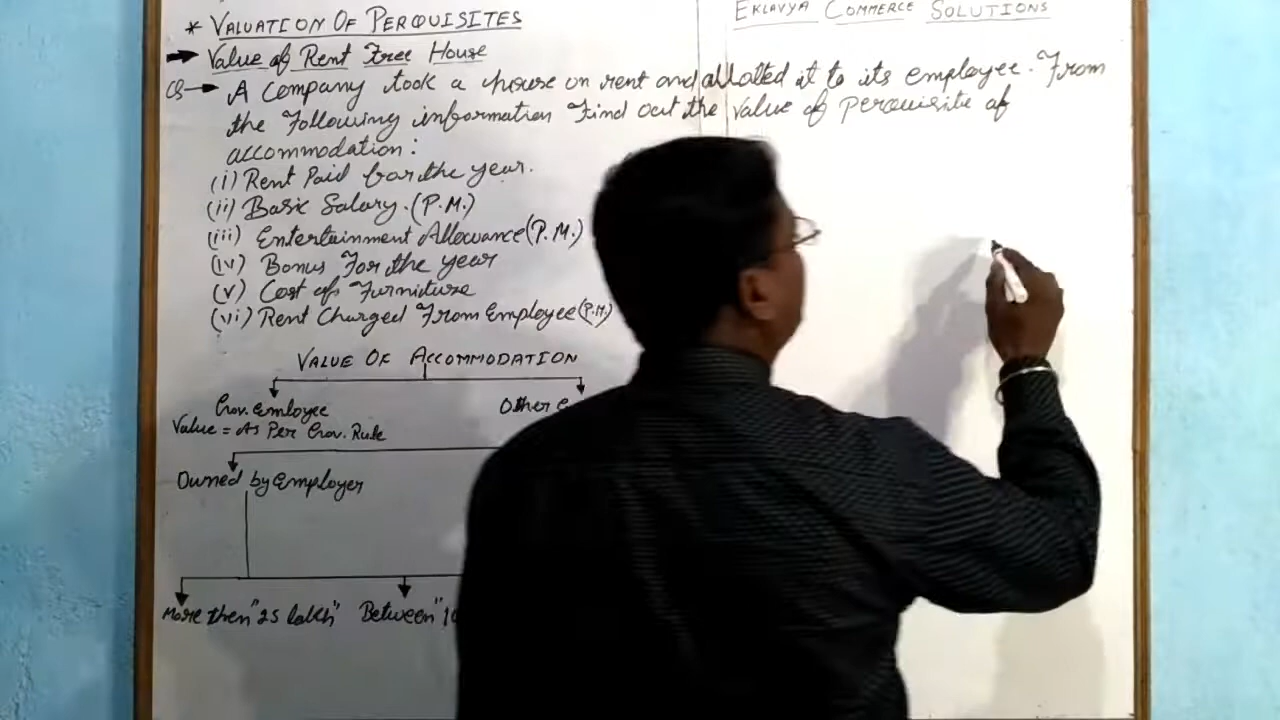 * VALUATION OF PERQUISITES
EKLAVYA COMMERCE SOLUTIONS
→ Value of Rent Free House
Q → A company took a house on rent and allotted it to its employee. From
the following information Find out the Value of perquisite of
accommodation:
(i) Rent Paid for the year.
(ii) Basic Salary. (P.M.)
(iii) Entertainment Allowance (P.M.)
(iv) Bonus For the year
(v) Cost of Furniture
(vi) Rent Charged From Employee (P.M.)
VALUE OF ACCOMMODATION
Gov. Employee
Other
Value = As Per Gov. Rule
Owned by Employer
More then "25 lakh" Between "10